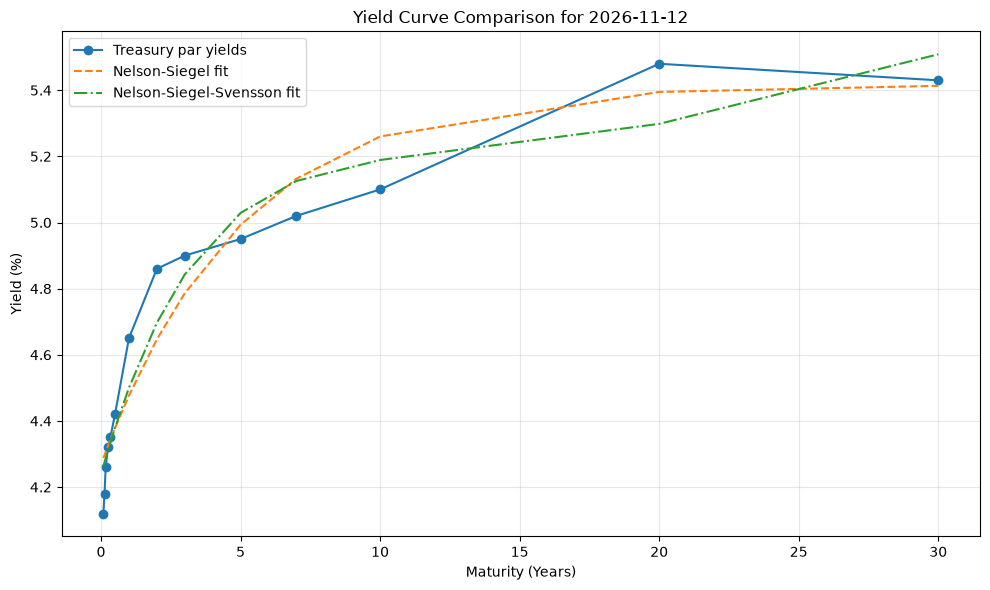 Yield Curve Comparison for 2026-11-12
Treasury par yields
Nelson-Siegel fit
Nelson-Siegel-Svensson fit
Yield (%)
5.4
5.2
5.0
4.8
4.6
4.4
4.2
0 5 10 15 20 25 30
Maturity (Years)